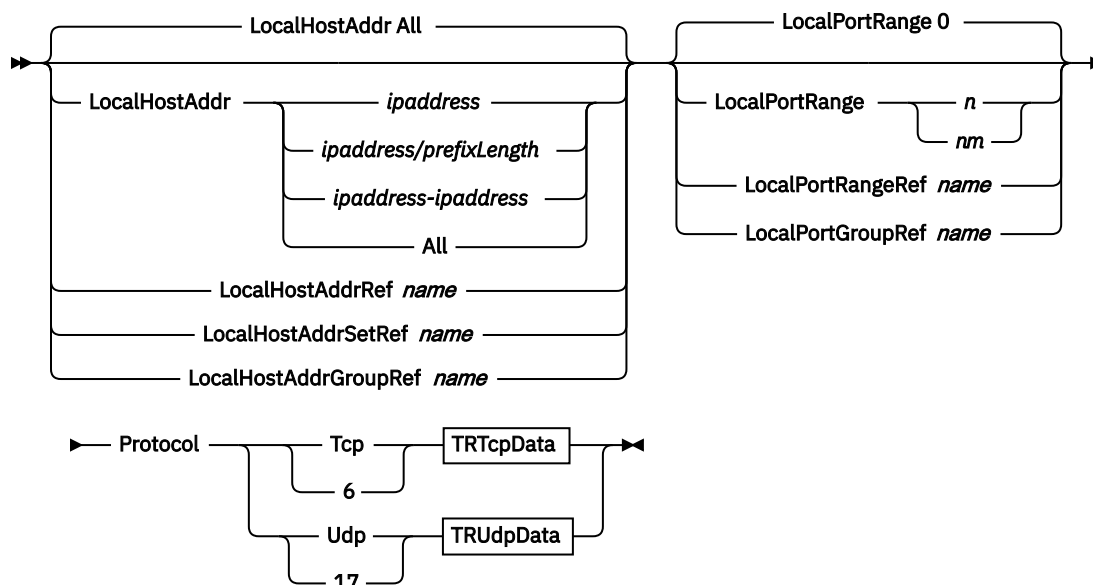 LocalHostAddr All
LocalPortRange 0
LocalHostAddr ipaddress
ipaddress/prefixLength
ipaddress-ipaddress
All
LocalHostAddrRef name
LocalHostAddrSetRef name
LocalHostAddrGroupRef name
LocalPortRange n
nm
LocalPortRangeRef name
LocalPortGroupRef name
Protocol Tcp TRTcpData
6
Udp TRUdpData
17